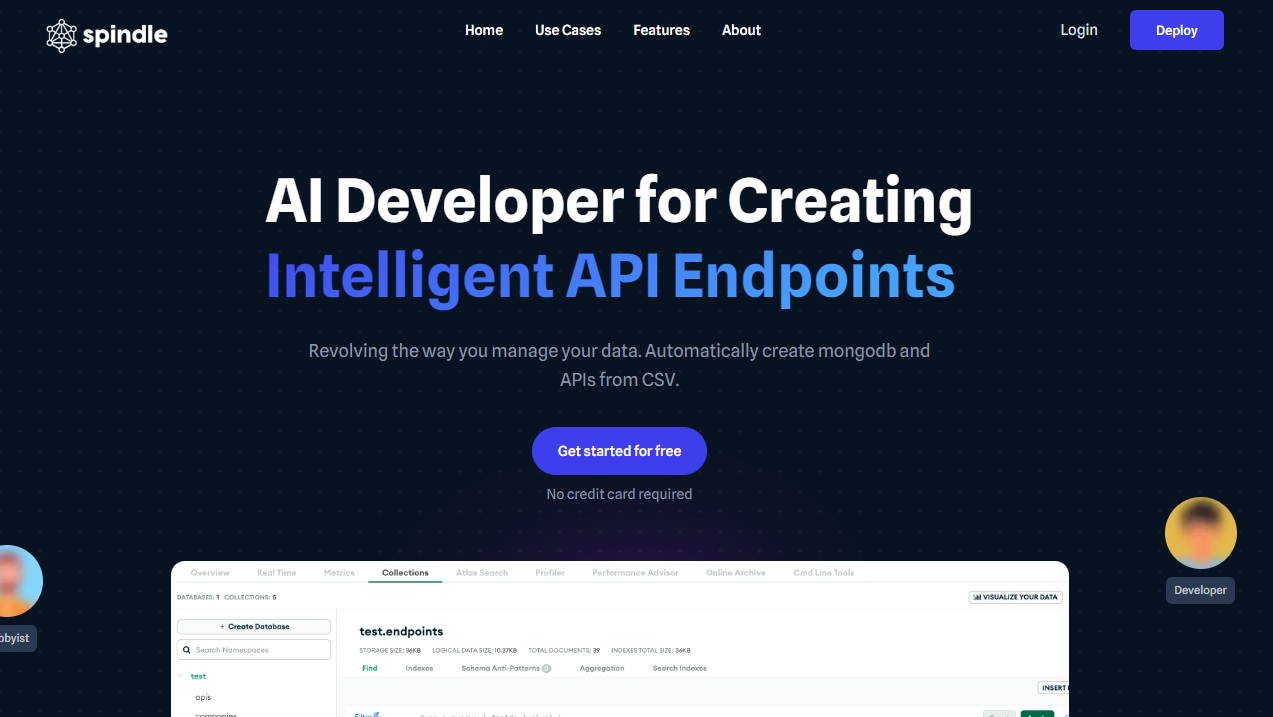 spindle
Home Use Cases Features About
Login
Deploy
AI Developer for Creating
Intelligent API Endpoints
Revolving the way you manage your data. Automatically create mongodb and
APIs from CSV.
Get started for free
No credit card required
Developer
Overview Real Time Metrics Collections Atlas Search Profiler Performance Advisor Online Archive Cmd Line Tools
DATABASES: 1 COLLECTIONS: 5
VISUALIZE YOUR DATA
+ Create Database
test.endpoints
Search Namespaces
STORAGE SIZE: 36KB LOGICAL DATA SIZE: 10.37KB TOTAL DOCUMENTS: 39 INDEXES TOTAL SIZE: 36KB
Find Indexes Schema Anti-Patterns 0 Aggregation Search Indexes
test
INSERT
apis
companies
Filter